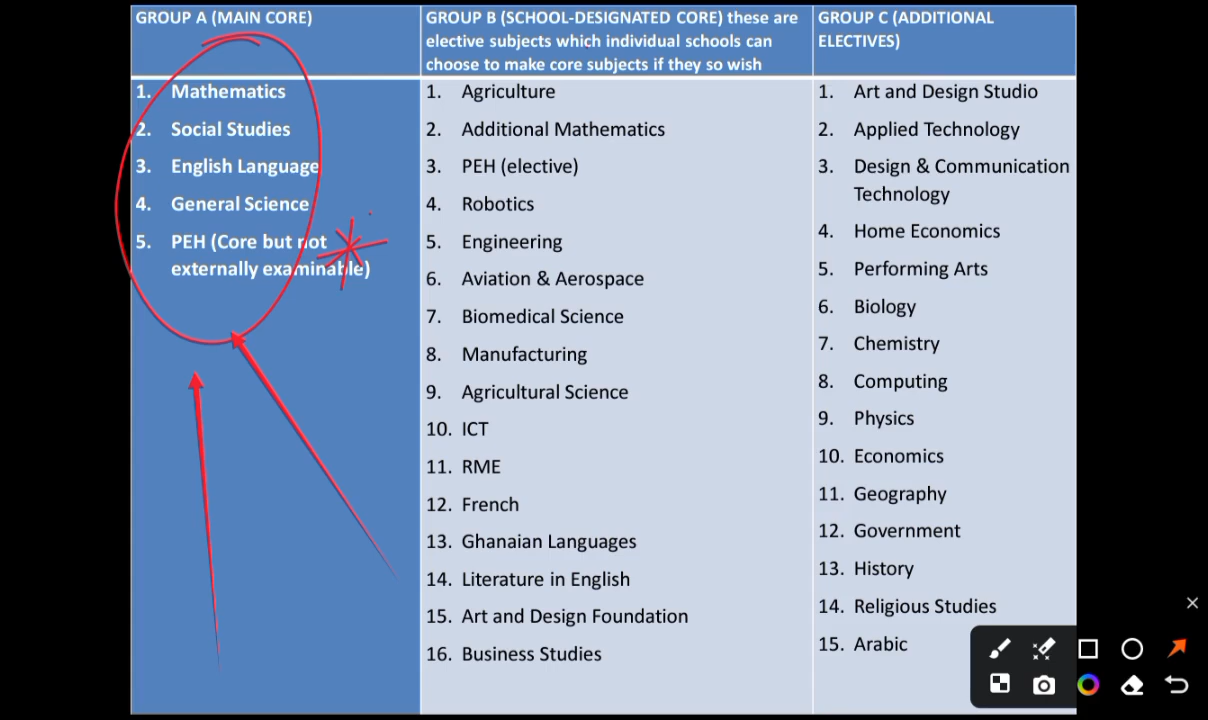 GROUP A (MAIN CORE)
1. Mathematics
2. Social Studies
3. English Language
4. General Science
5. PEH (Core but not
externally examinable)
GROUP B (SCHOOL-DESIGNATED CORE) these are
elective subjects which individual schools can
choose to make core subjects if they so wish
1. Agriculture
2. Additional Mathematics
3. PEH (elective)
4. Robotics
5. Engineering
6. Aviation & Aerospace
7. Biomedical Science
8. Manufacturing
9. Agricultural Science
10. ICT
11. RME
12. French
13. Ghanaian Languages
14. Literature in English
15. Art and Design Foundation
16. Business Studies
GROUP C (ADDITIONAL
ELECTIVES)
1. Art and Design Studio
2. Applied Technology
3. Design & Communication
Technology
4. Home Economics
5. Performing Arts
6. Biology
7. Chemistry
8. Computing
9. Physics
10. Economics
11. Geography
12. Government
13. History
14. Religious Studies
15. Arabic